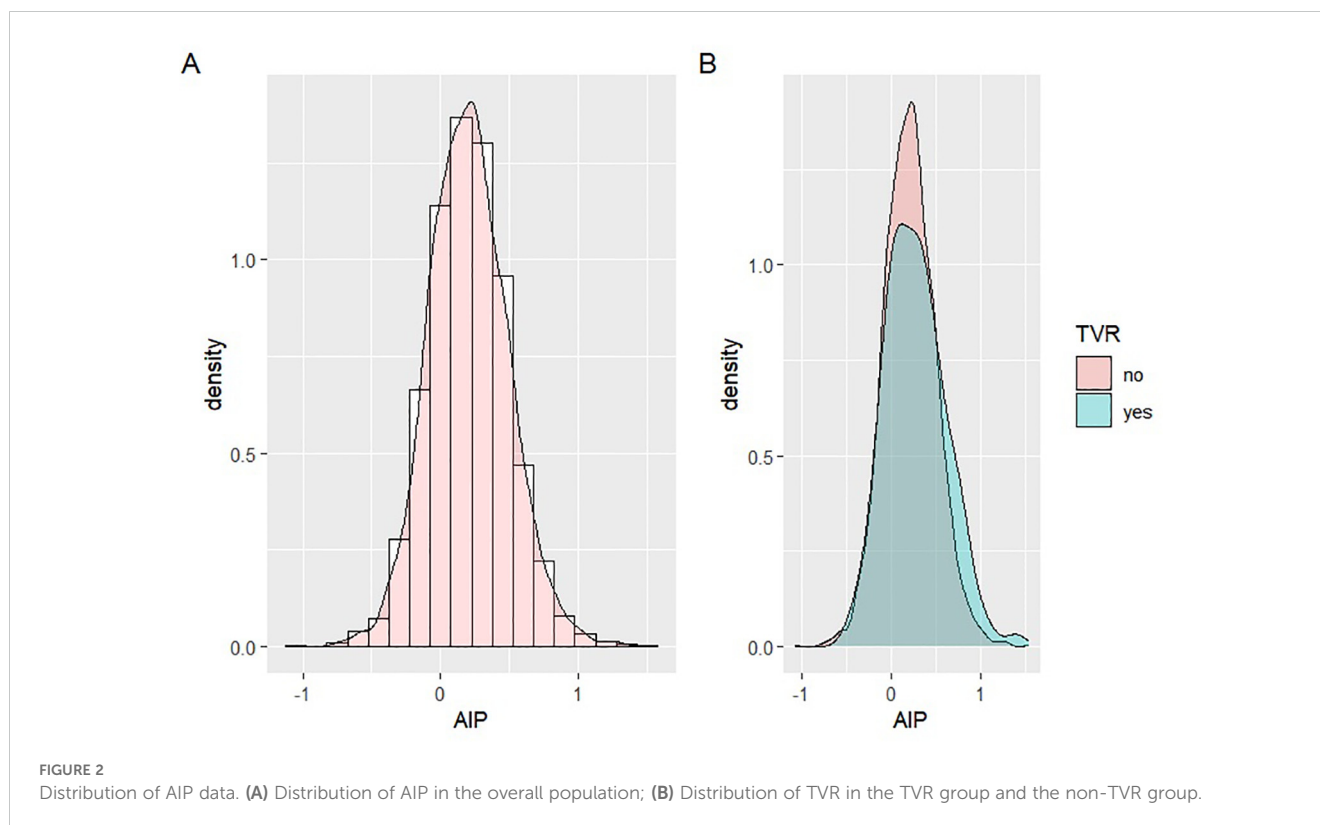 A
B
1.0
0.5
0.0
density
-1
0
1
AIP
1.0
0.5
0.0
density
-1
0
1
AIP
TVR
no
yes
FIGURE 2
Distribution of AIP data. (A) Distribution of AIP in the overall population; (B) Distribution of TVR in the TVR group and the non-TVR group.